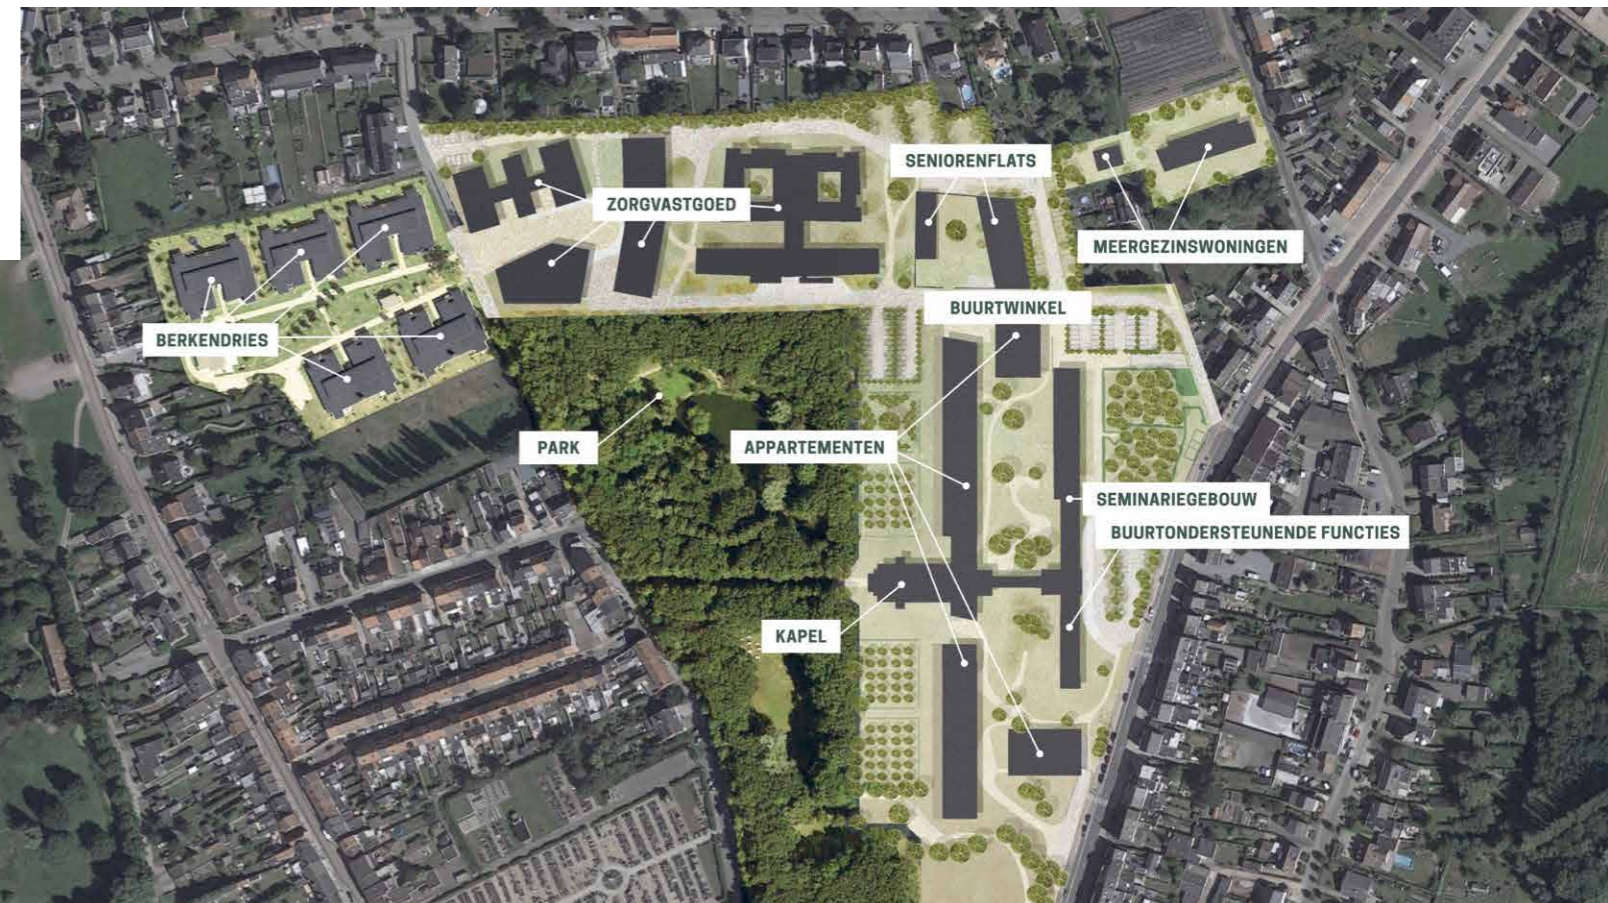 SENIORENFLATS
ZORGVASTGOED
MEERGEZINSWONINGEN
BUURTWINKEL
BERKENDRIES
PARK
APPARTEMENTEN
SEMINARIEGEBOUW
BUURTONDERSTEUNENDE FUNCTIES
KAPEL